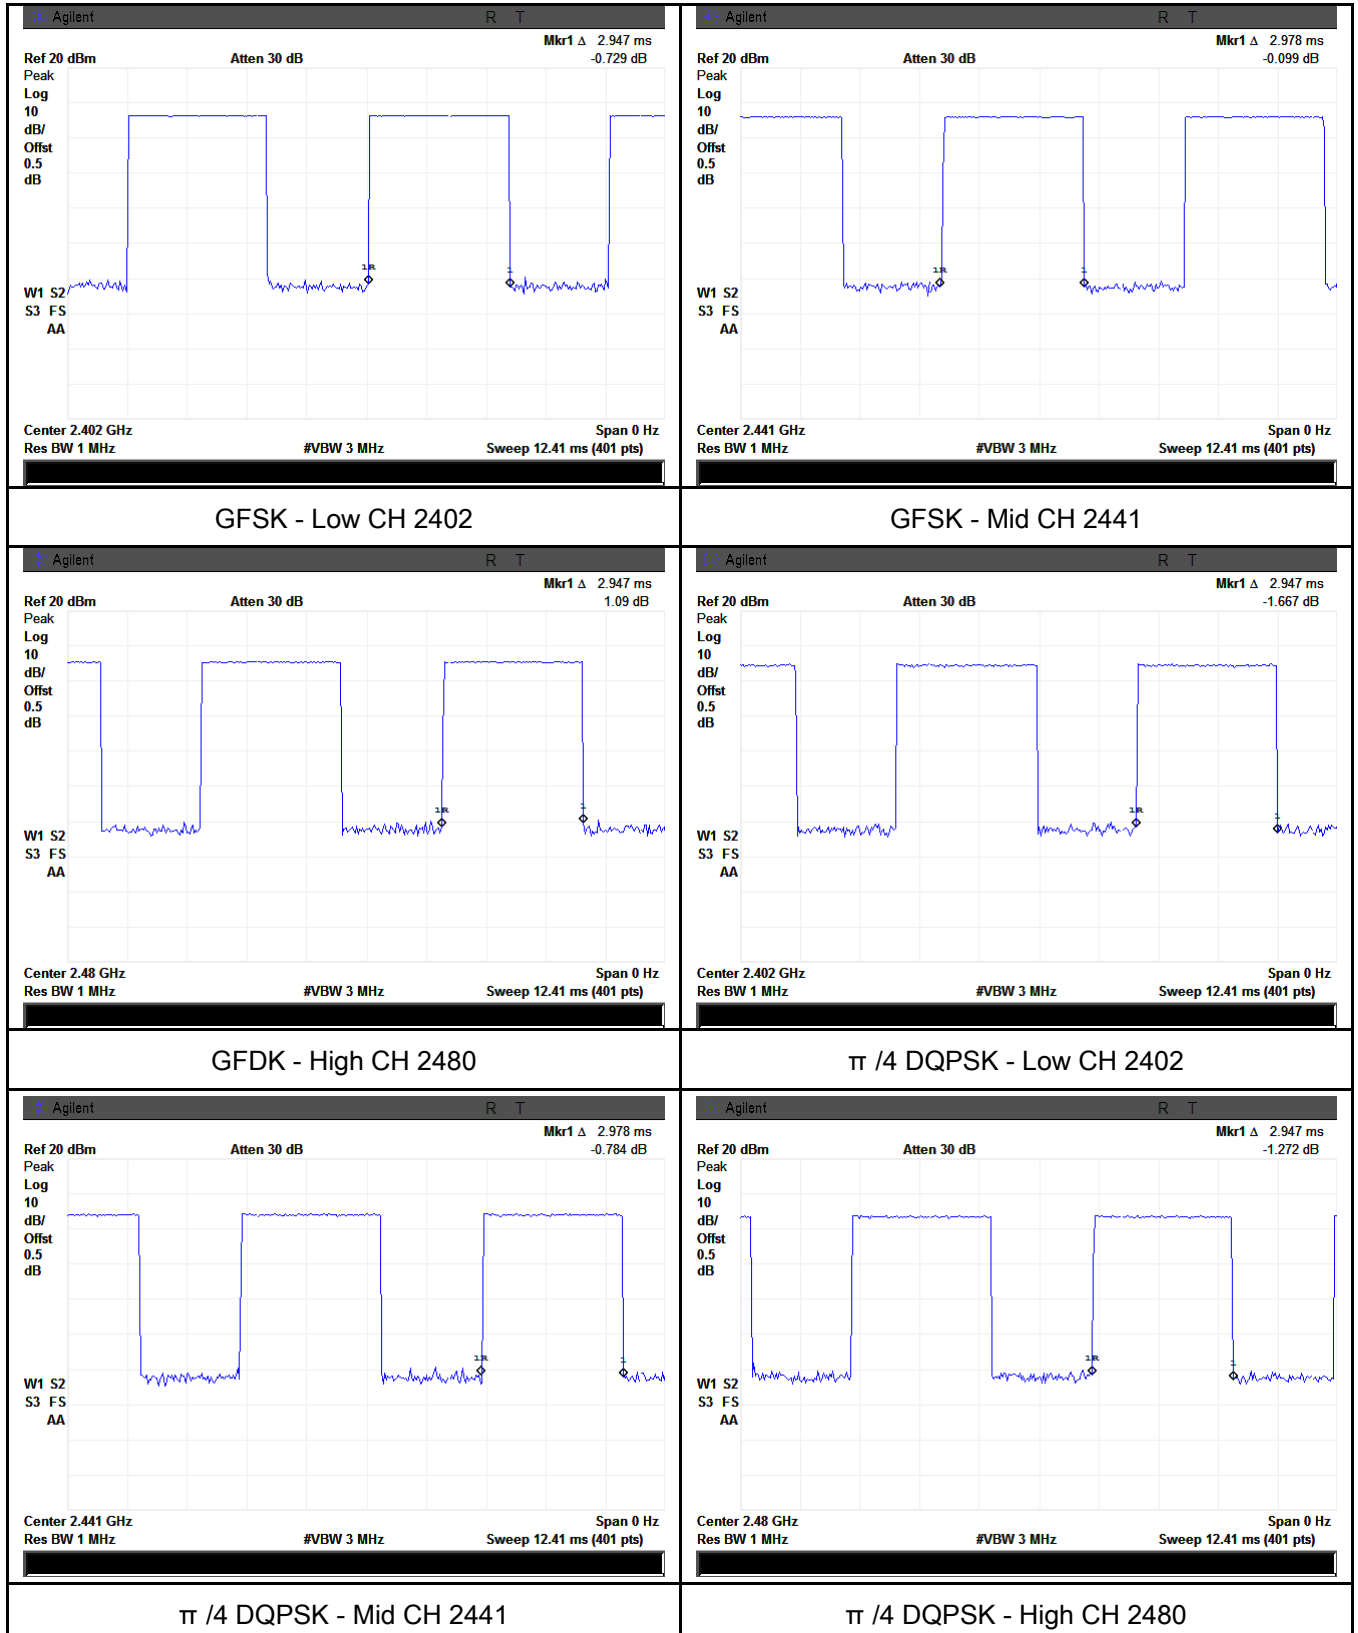 Agilent R T
Mkr1 Δ 2.947 ms
Ref 20 dBm Atten 30 dB -0.729 dB
Peak
Log
10
dB/
Offst
0.5
dB
1R
1
W1 S2
S3 FS
AA
Center 2.402 GHz Span 0 Hz
Res BW 1 MHz #VBW 3 MHz Sweep 12.41 ms (401 pts)
GFSK - Low CH 2402
Agilent R T
Mkr1 Δ 2.978 ms
Ref 20 dBm Atten 30 dB -0.099 dB
Peak
Log
10
dB/
Offst
0.5
dB
1R
1
W1 S2
S3 FS
AA
Center 2.441 GHz Span 0 Hz
Res BW 1 MHz #VBW 3 MHz Sweep 12.41 ms (401 pts)
GFSK - Mid CH 2441
Agilent R T
Mkr1 Δ 2.947 ms
Ref 20 dBm Atten 30 dB 1.09 dB
Peak
Log
10
dB/
Offst
0.5
dB
1R
1
W1 S2
S3 FS
AA
Center 2.48 GHz Span 0 Hz
Res BW 1 MHz #VBW 3 MHz Sweep 12.41 ms (401 pts)
GFDK - High CH 2480
Agilent R T
Mkr1 Δ 2.947 ms
Ref 20 dBm Atten 30 dB -1.667 dB
Peak
Log
10
dB/
Offst
0.5
dB
1R
1
W1 S2
S3 FS
AA
Center 2.402 GHz Span 0 Hz
Res BW 1 MHz #VBW 3 MHz Sweep 12.41 ms (401 pts)
π /4 DQPSK - Low CH 2402
Agilent R T
Mkr1 Δ 2.978 ms
Ref 20 dBm Atten 30 dB -0.784 dB
Peak
Log
10
dB/
Offst
0.5
dB
1R
1
W1 S2
S3 FS
AA
Center 2.441 GHz Span 0 Hz
Res BW 1 MHz #VBW 3 MHz Sweep 12.41 ms (401 pts)
π /4 DQPSK - Mid CH 2441
Agilent R T
Mkr1 Δ 2.947 ms
Ref 20 dBm Atten 30 dB -1.272 dB
Peak
Log
10
dB/
Offst
0.5
dB
1R
1
W1 S2
S3 FS
AA
Center 2.48 GHz Span 0 Hz
Res BW 1 MHz #VBW 3 MHz Sweep 12.41 ms (401 pts)
π /4 DQPSK - High CH 2480